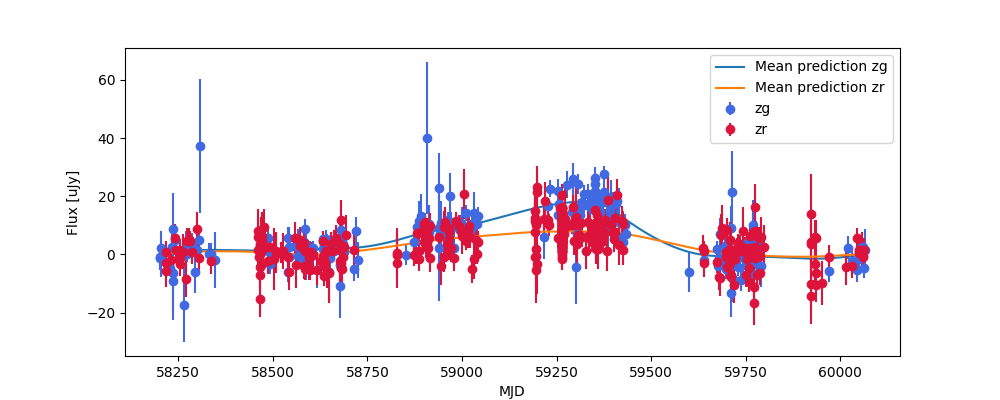 Mean prediction zg
Mean prediction zr
zg
zr
60
40
20
0
−20
Flux [uJy]
58250 58500 58750 59000 59250 59500 59750 60000
MJD